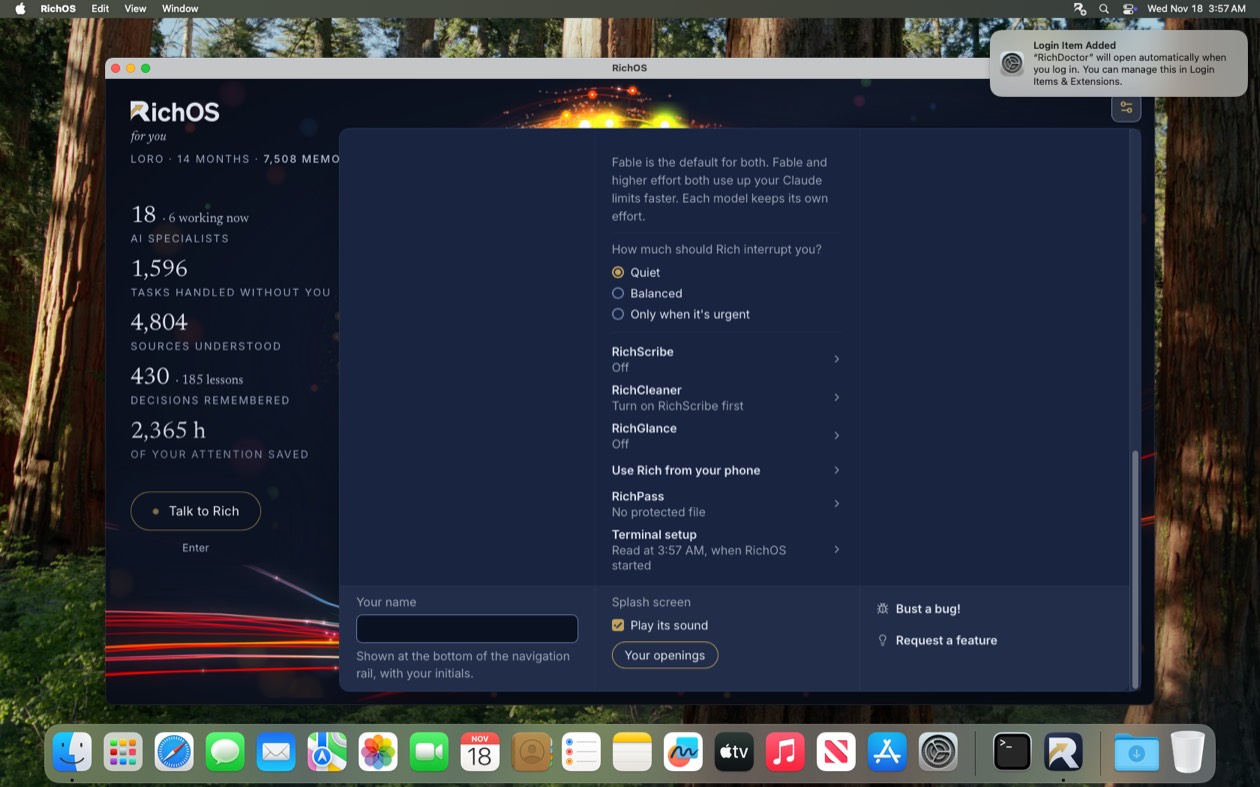 RichOS Edit View Window
Wed Nov 18 3:57 AM
Login Item Added
"RichDoctor" will open automatically when
you log in. You can manage this in Login
Items & Extensions.
RichOS
RichOS
for you
LORO · 14 MONTHS · 7,508 MEMO
18 · 6 working now
AI SPECIALISTS
1,596
TASKS HANDLED WITHOUT YOU
4,804
SOURCES UNDERSTOOD
430 · 185 lessons
DECISIONS REMEMBERED
2,365 h
OF YOUR ATTENTION SAVED
Talk to Rich
Enter
Fable is the default for both. Fable and
higher effort both use up your Claude
limits faster. Each model keeps its own
effort.
How much should Rich interrupt you?
Quiet
Balanced
Only when it's urgent
RichScribe
Off
RichCleaner
Turn on RichScribe first
RichGlance
Off
Use Rich from your phone
RichPass
No protected file
Terminal setup
Read at 3:57 AM, when RichOS
started
Your name
Shown at the bottom of the navigation
rail, with your initials.
Splash screen
Play its sound
Your openings
Bust a bug!
Request a feature
NOV
18
tv
>_